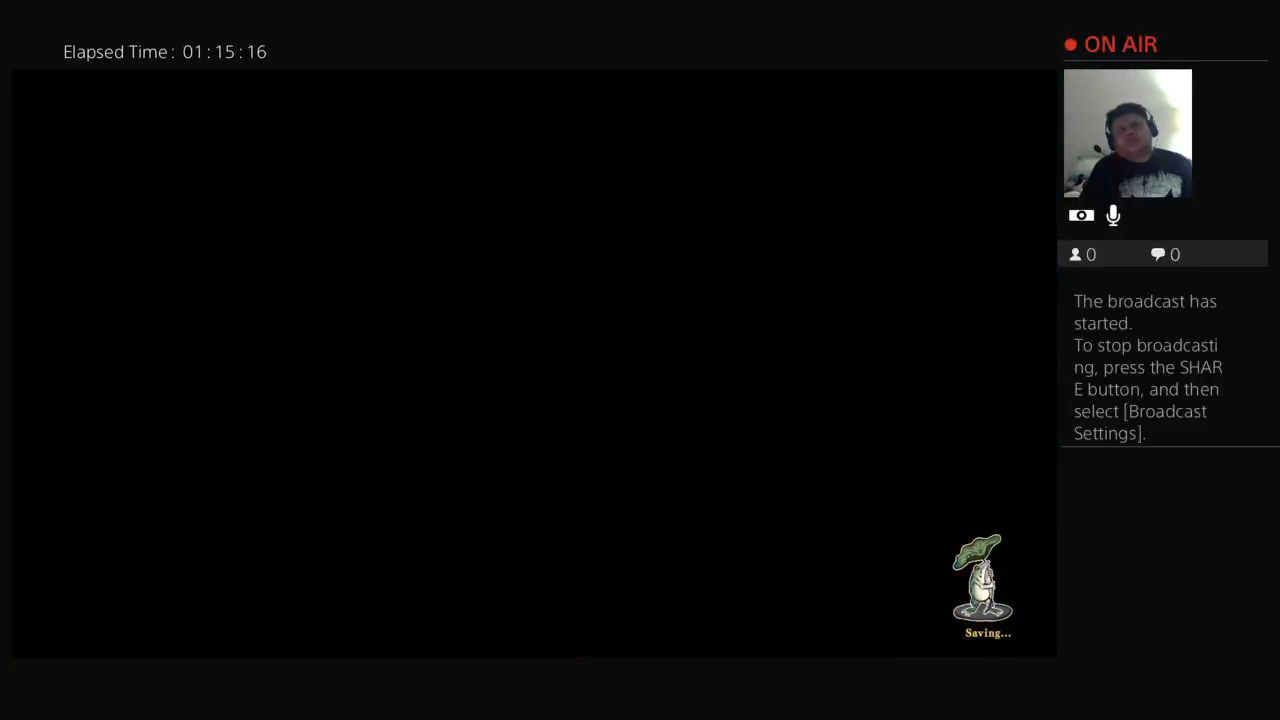 Elapsed Time: 01:15:16
ON AIR
0 0
The broadcast has
started.
To stop broadcasti
ng, press the SHAR
E button, and then
select [Broadcast
Settings].
Saving...